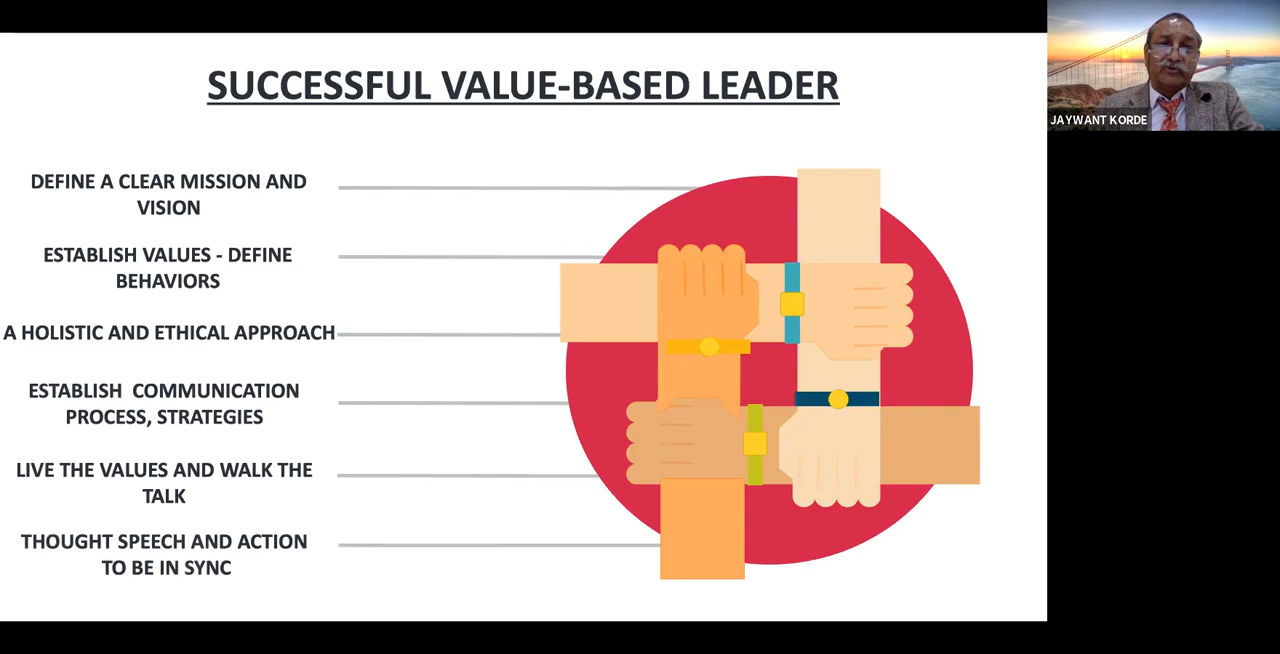 SUCCESSFUL VALUE-BASED LEADER
JAYWANT KORDE
DEFINE A CLEAR MISSION AND
VISION
ESTABLISH VALUES - DEFINE
BEHAVIORS
A HOLISTIC AND ETHICAL APPROACH
ESTABLISH COMMUNICATION
PROCESS, STRATEGIES
LIVE THE VALUES AND WALK THE
TALK
THOUGHT SPEECH AND ACTION
TO BE IN SYNC